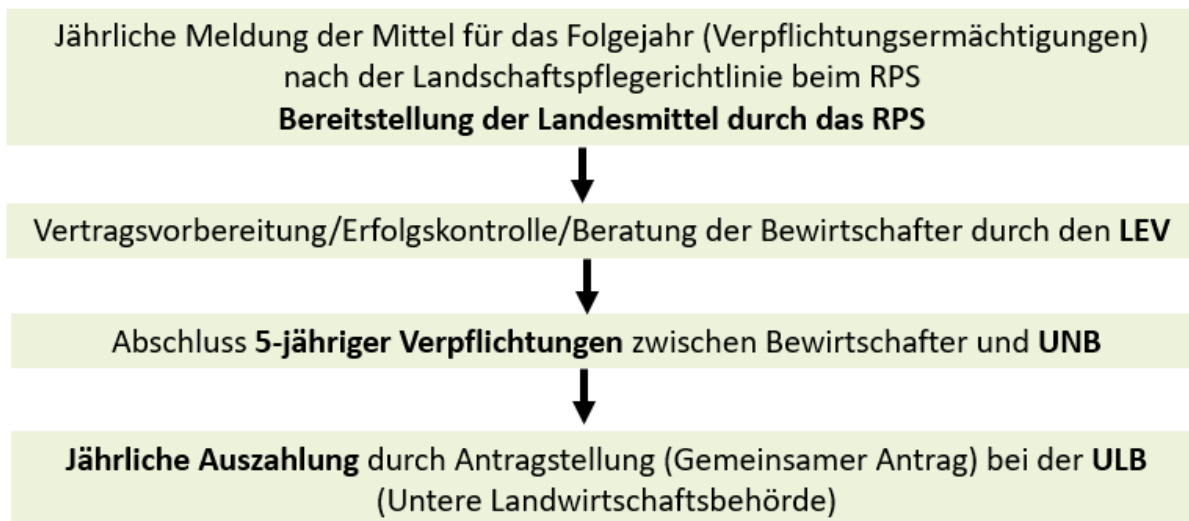 Jährliche Meldung der Mittel für das Folgejahr (Verpflichtungsermächtigungen)
nach der Landschaftspflegerichtlinie beim RPS
Bereitstellung der Landesmittel durch das RPS
Vertragsvorbereitung/Erfolgskontrolle/Beratung der Bewirtschafter durch den LEV
Abschluss 5-jähriger Verpflichtungen zwischen Bewirtschafter und UNB
Jährliche Auszahlung durch Antragstellung (Gemeinsamer Antrag) bei der ULB
(Untere Landwirtschaftsbehörde)